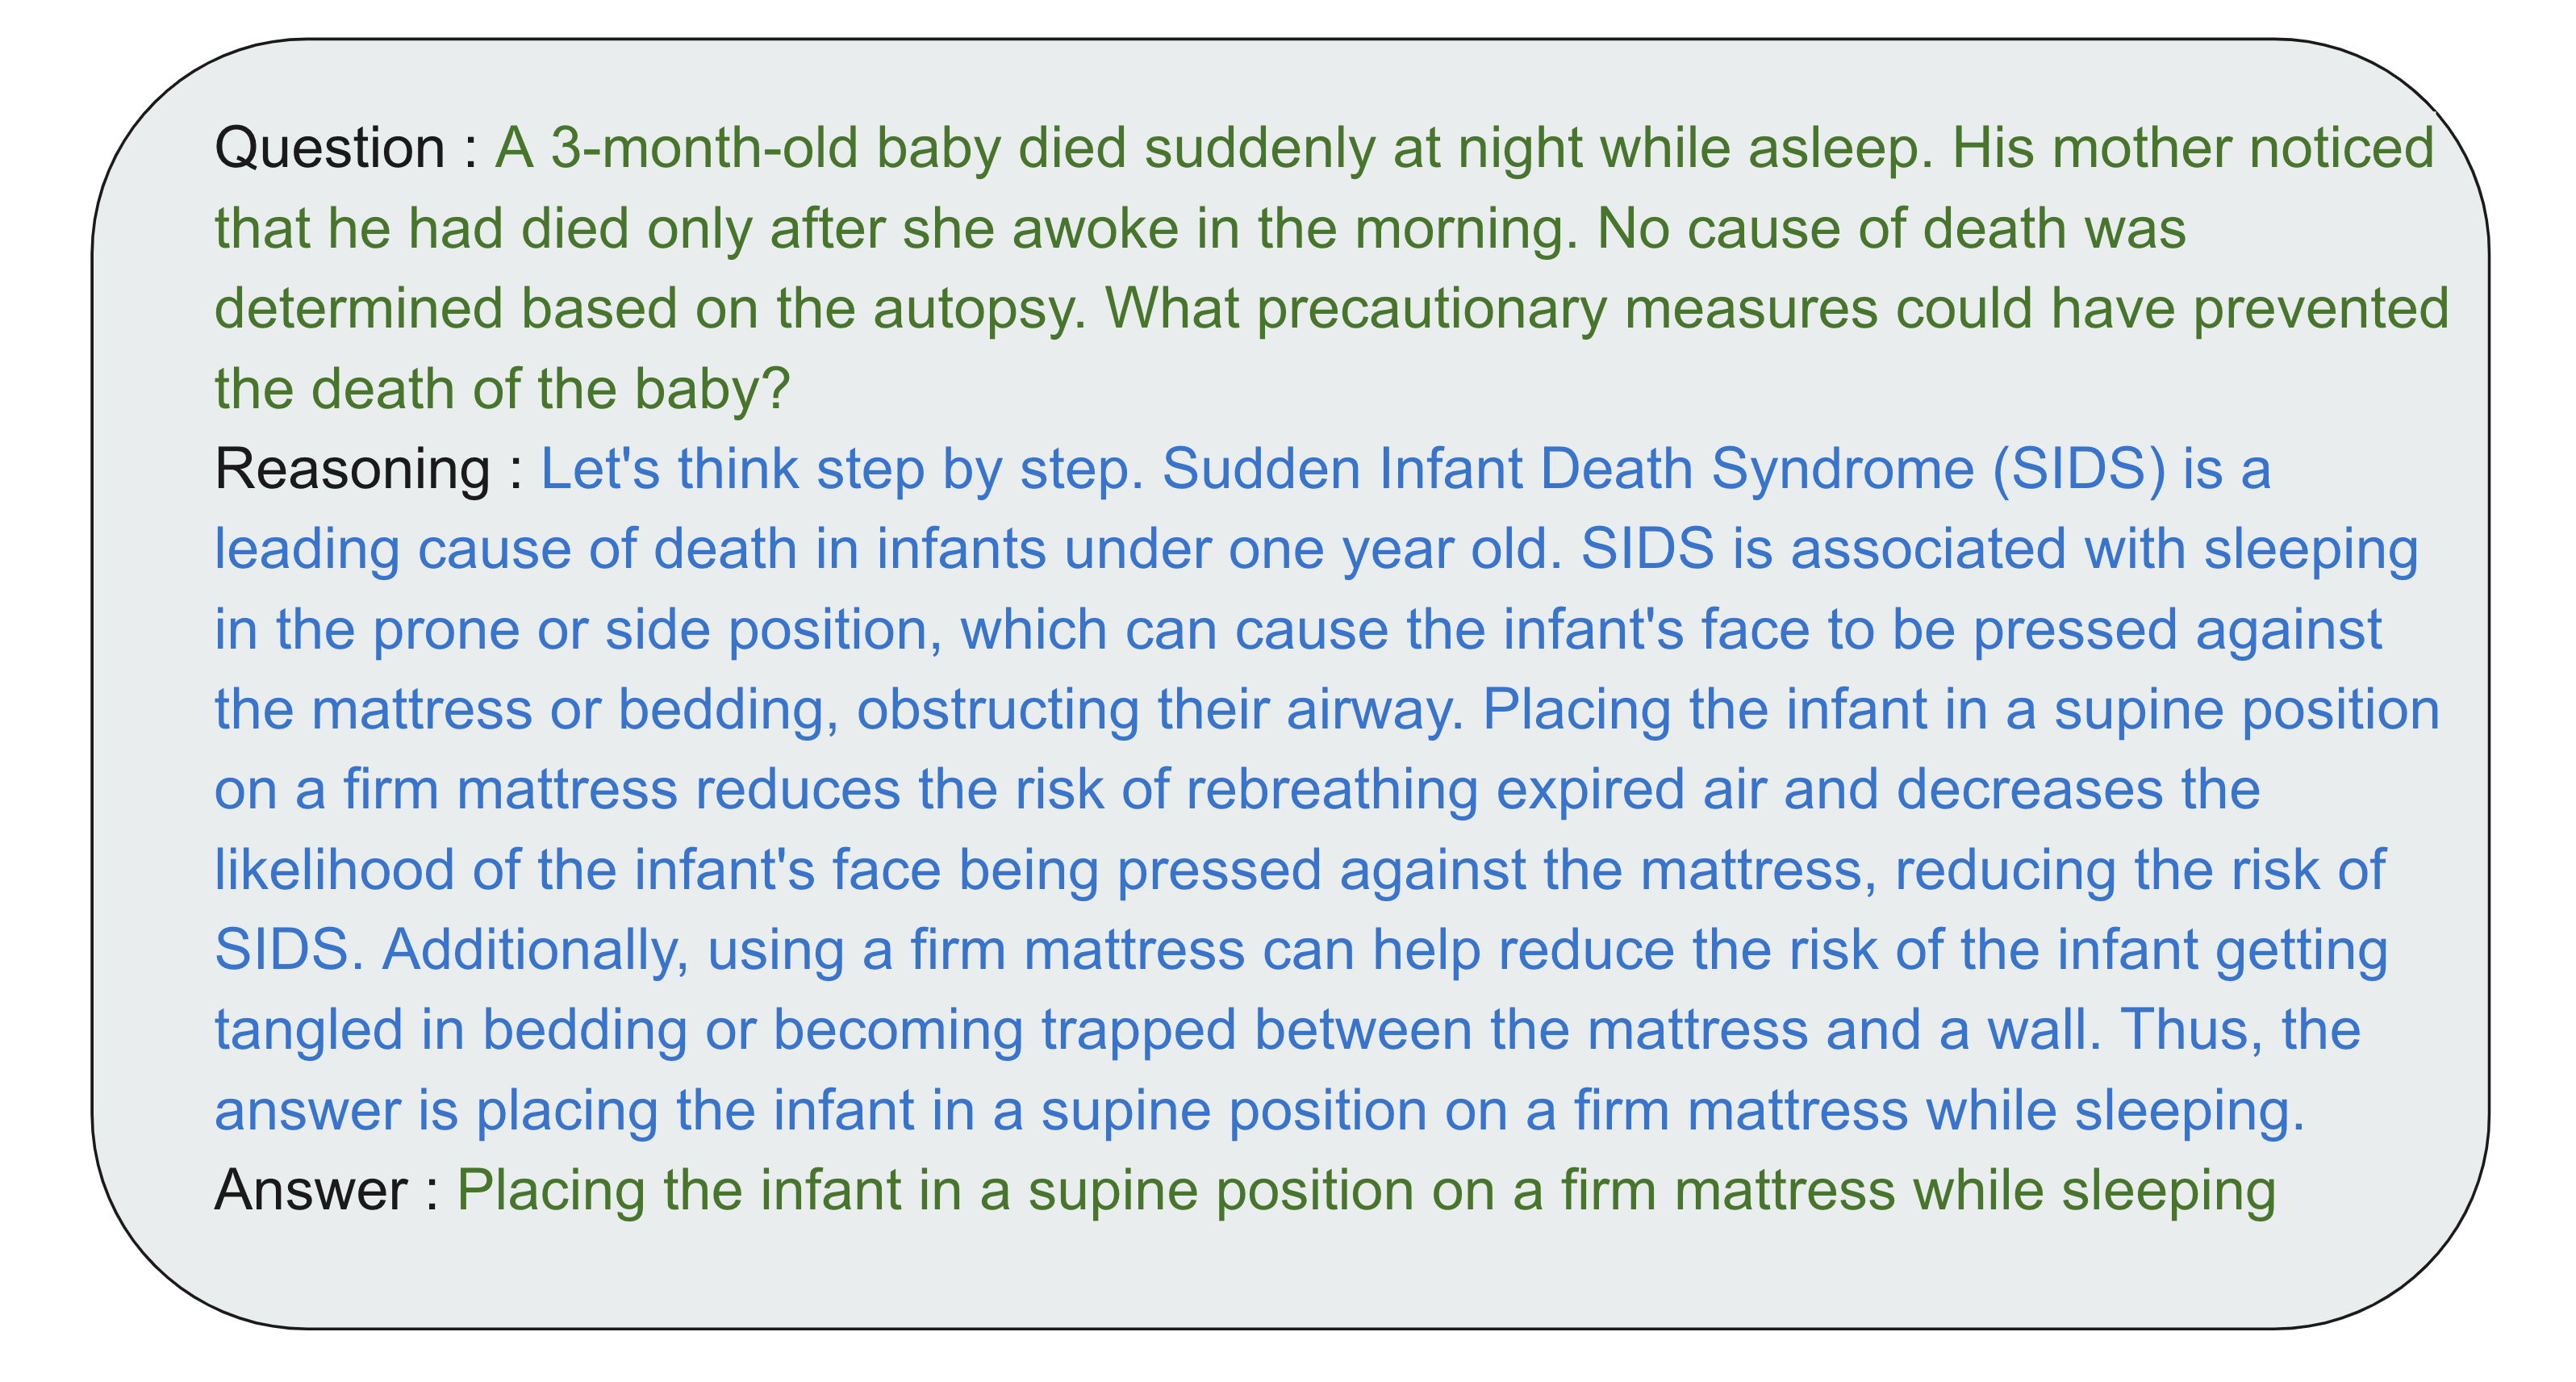 Question : A 3-month-old baby died suddenly at night while asleep. His mother noticed
that he had died only after she awoke in the morning. No cause of death was
determined based on the autopsy. What precautionary measures could have prevented
the death of the baby?
Reasoning : Let's think step by step. Sudden Infant Death Syndrome (SIDS) is a
leading cause of death in infants under one year old. SIDS is associated with sleeping
in the prone or side position, which can cause the infant's face to be pressed against
the mattress or bedding, obstructing their airway. Placing the infant in a supine position
on a firm mattress reduces the risk of rebreathing expired air and decreases the
likelihood of the infant's face being pressed against the mattress, reducing the risk of
SIDS. Additionally, using a firm mattress can help reduce the risk of the infant getting
tangled in bedding or becoming trapped between the mattress and a wall. Thus, the
answer is placing the infant in a supine position on a firm mattress while sleeping.
Answer : Placing the infant in a supine position on a firm mattress while sleeping